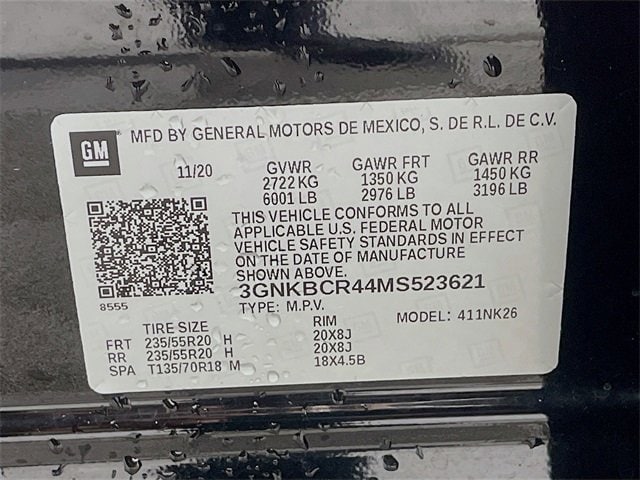 GM
MFD BY GENERAL MOTORS DE MEXICO, S. DE R.L. DE C.V.
11/20 GVWR GAWR FRT GAWR RR
2722 KG 1350 KG 1450 KG
6001 LB 2976 LB 3196 LB
THIS VEHICLE CONFORMS TO ALL
APPLICABLE U.S. FEDERAL MOTOR
VEHICLE SAFETY STANDARDS IN EFFECT
ON THE DATE OF MANUFACTURE
SHOWN ABOVE.
3GNKBCR44MS523621
8555 TYPE: M.P.V. MODEL: 411NK26
TIRE SIZE RIM
FRT 235/55R20 H 20X8J
RR 235/55R20 H 20X8J
SPA T135/70R18 M 18X4.5B